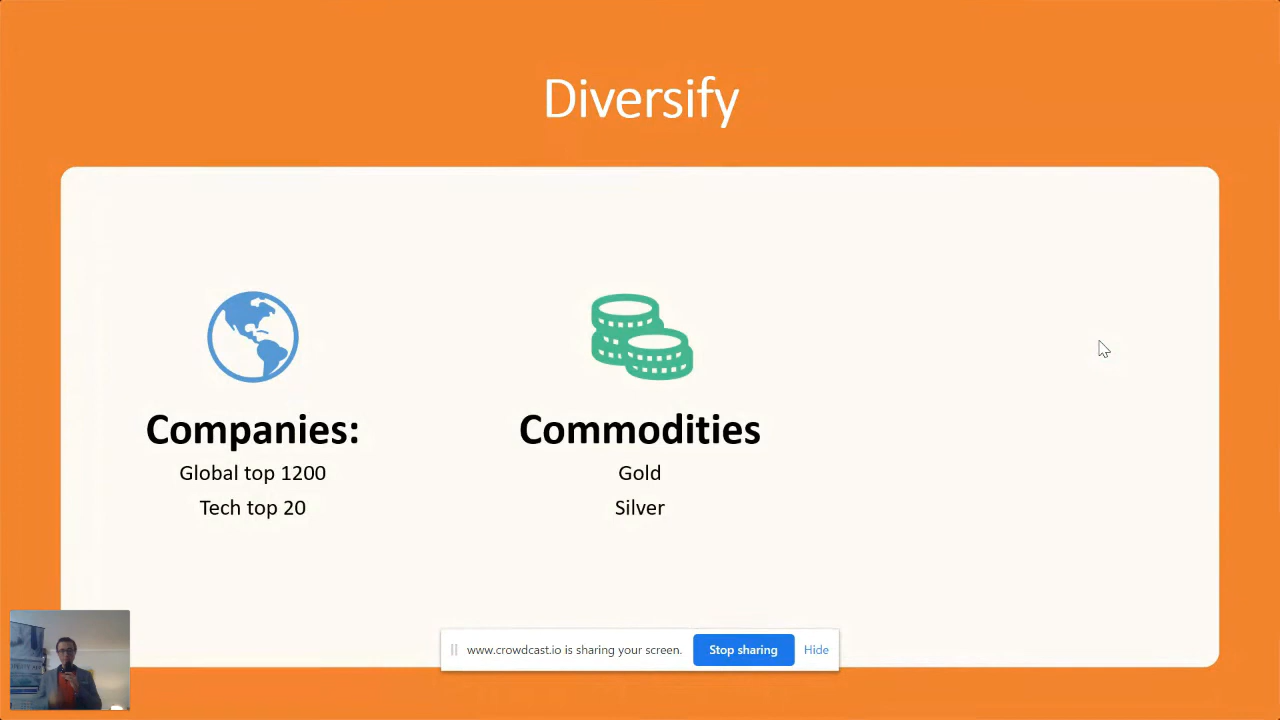 Diversify
Companies:
Global top 1200
Tech top 20
Commodities
Gold
Silver
www.crowdcast.io is sharing your screen.
Stop sharing
Hide